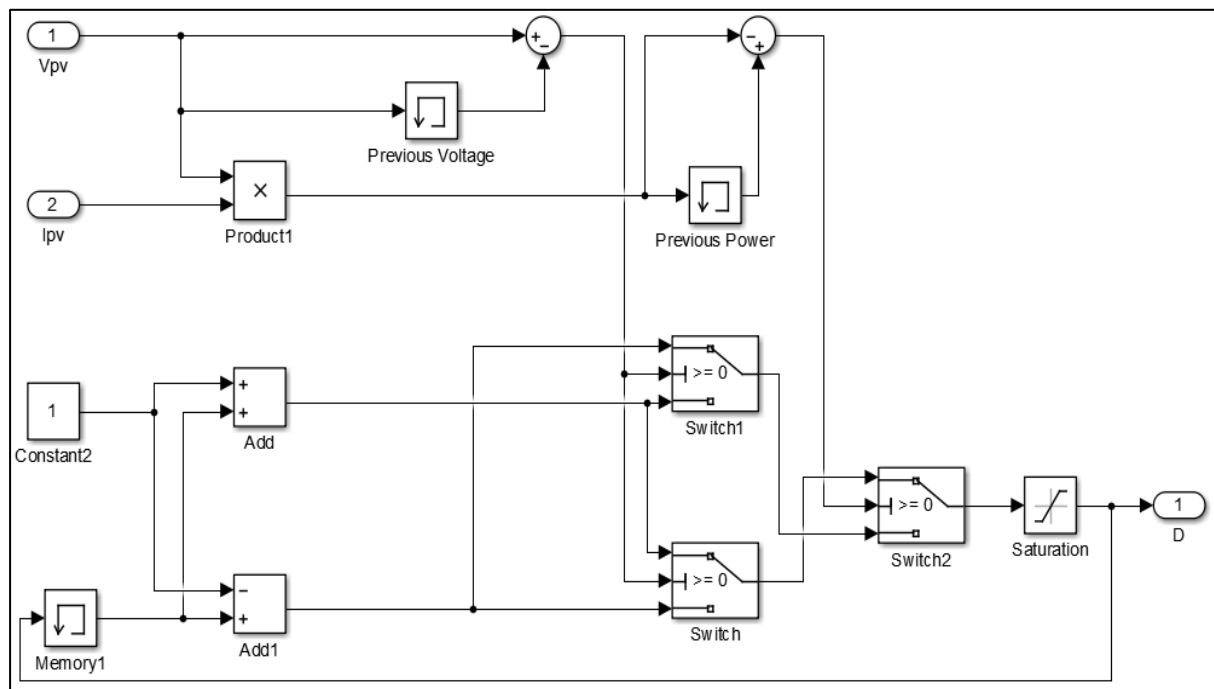 1
Vpv
+
−
−
+
Previous Voltage
2
Ipv
×
Product1
Previous Power
1
Constant2
+
+
Add
>= 0
Switch1
>= 0
Switch2
Saturation
1
D
Memory1
−
+
Add1
>= 0
Switch